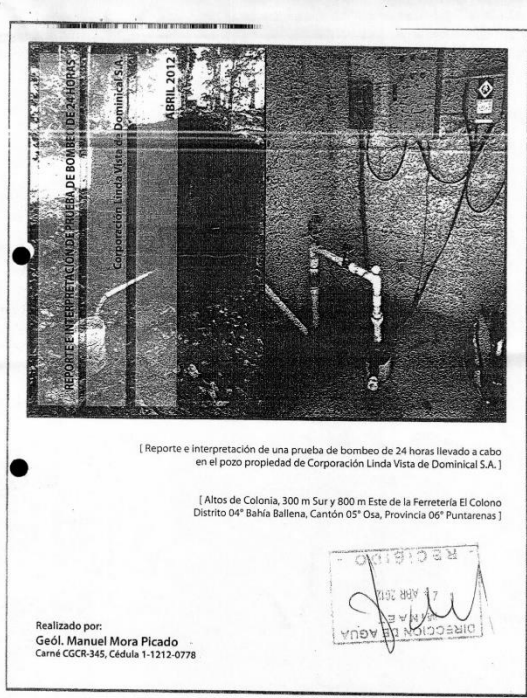 REPORTE E INTERPRETACIÓN DE PRUEBA DE BOMBEO DE 24 HORAS
Corporación Linda Vista de Dominical S.A.
ABRIL 2012
[ Reporte e interpretación de una prueba de bombeo de 24 horas llevado a cabo
en el pozo propiedad de Corporación Linda Vista de Dominical S.A. ]
[ Altos de Colonia, 300 m Sur y 800 m Este de la Ferretería El Colono
Distrito 04° Bahía Ballena, Cantón 05° Osa, Provincia 06° Puntarenas ]
- RECIBIDO -
ABR 2012
MINAET
DIRECCION DE AGUA
Realizado por:
Geól. Manuel Mora Picado
Carné CGCR-345, Cédula 1-1212-0778